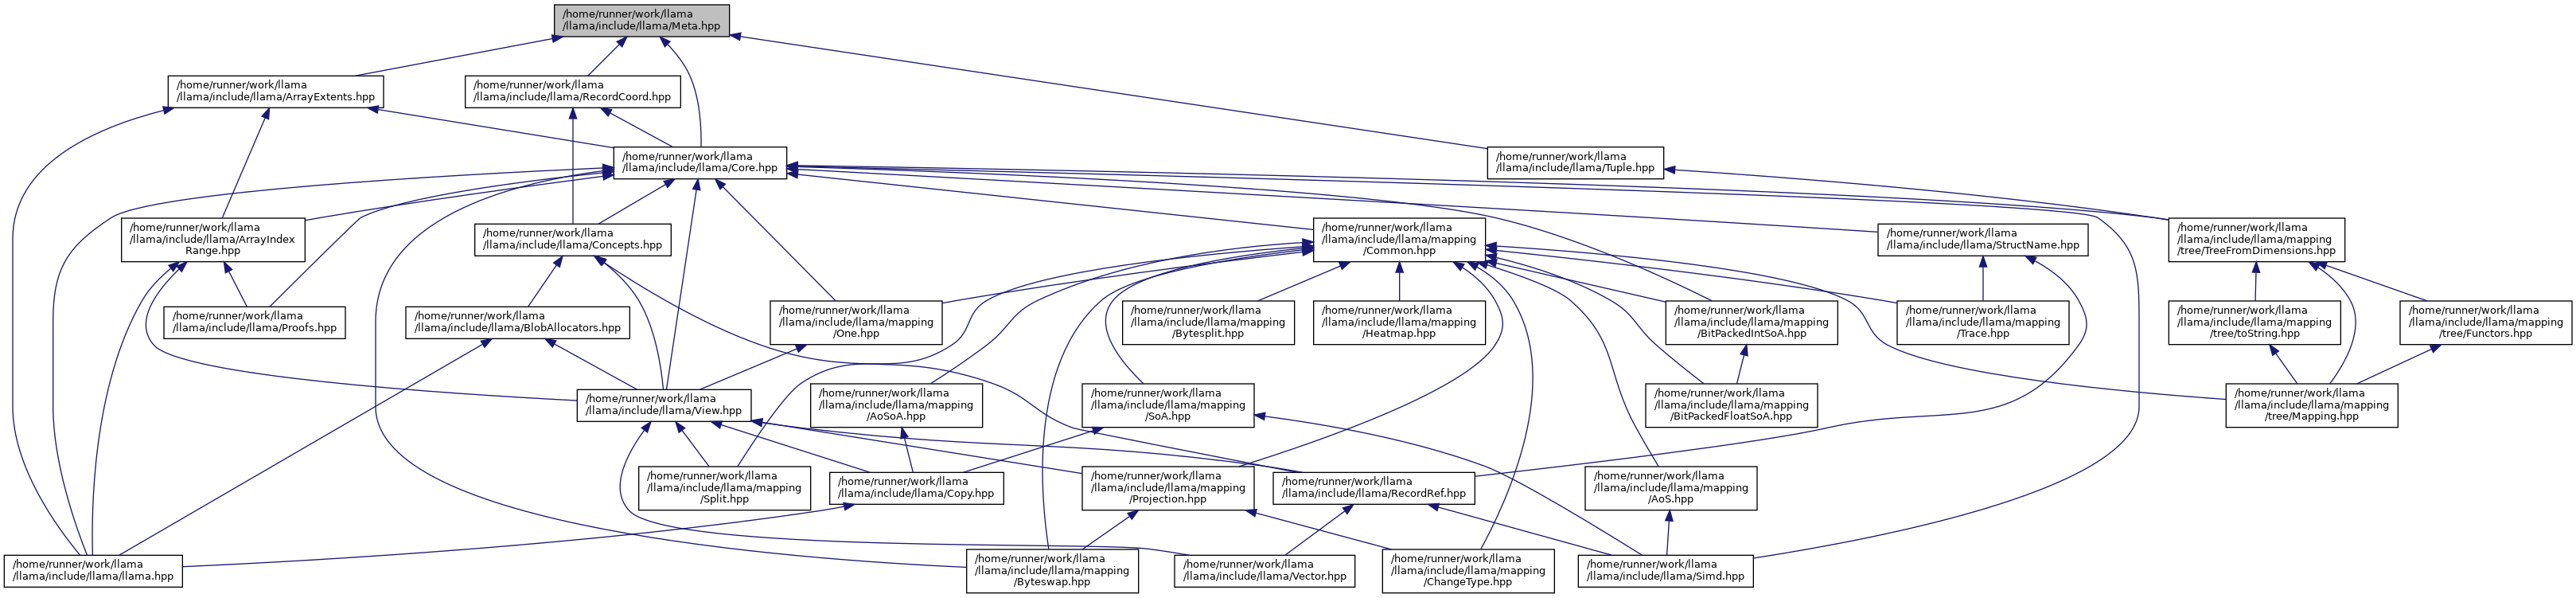 /home/runner/work/llama
/llama/include/llama/Meta.hpp
/home/runner/work/llama
/llama/include/llama/ArrayExtents.hpp
/home/runner/work/llama
/llama/include/llama/RecordCoord.hpp
/home/runner/work/llama
/llama/include/llama/Core.hpp
/home/runner/work/llama
/llama/include/llama/Tuple.hpp
/home/runner/work/llama
/llama/include/llama/ArrayIndex
Range.hpp
/home/runner/work/llama
/llama/include/llama/Concepts.hpp
/home/runner/work/llama
/llama/include/llama/mapping
/Common.hpp
/home/runner/work/llama
/llama/include/llama/StructName.hpp
/home/runner/work/llama
/llama/include/llama/mapping
/tree/TreeFromDimensions.hpp
/home/runner/work/llama
/llama/include/llama/Proofs.hpp
/home/runner/work/llama
/llama/include/llama/BlobAllocators.hpp
/home/runner/work/llama
/llama/include/llama/mapping
/One.hpp
/home/runner/work/llama
/llama/include/llama/mapping
/Bytesplit.hpp
/home/runner/work/llama
/llama/include/llama/mapping
/Heatmap.hpp
/home/runner/work/llama
/llama/include/llama/mapping
/BitPackedIntSoA.hpp
/home/runner/work/llama
/llama/include/llama/mapping
/Trace.hpp
/home/runner/work/llama
/llama/include/llama/mapping
/tree/toString.hpp
/home/runner/work/llama
/llama/include/llama/mapping
/tree/Functors.hpp
/home/runner/work/llama
/llama/include/llama/View.hpp
/home/runner/work/llama
/llama/include/llama/mapping
/AoSoA.hpp
/home/runner/work/llama
/llama/include/llama/mapping
/SoA.hpp
/home/runner/work/llama
/llama/include/llama/mapping
/BitPackedFloatSoA.hpp
/home/runner/work/llama
/llama/include/llama/mapping
/tree/Mapping.hpp
/home/runner/work/llama
/llama/include/llama/mapping
/Split.hpp
/home/runner/work/llama
/llama/include/llama/Copy.hpp
/home/runner/work/llama
/llama/include/llama/mapping
/Projection.hpp
/home/runner/work/llama
/llama/include/llama/RecordRef.hpp
/home/runner/work/llama
/llama/include/llama/mapping
/AoS.hpp
/home/runner/work/llama
/llama/include/llama/llama.hpp
/home/runner/work/llama
/llama/include/llama/mapping
/Byteswap.hpp
/home/runner/work/llama
/llama/include/llama/Vector.hpp
/home/runner/work/llama
/llama/include/llama/mapping
/ChangeType.hpp
/home/runner/work/llama
/llama/include/llama/Simd.hpp